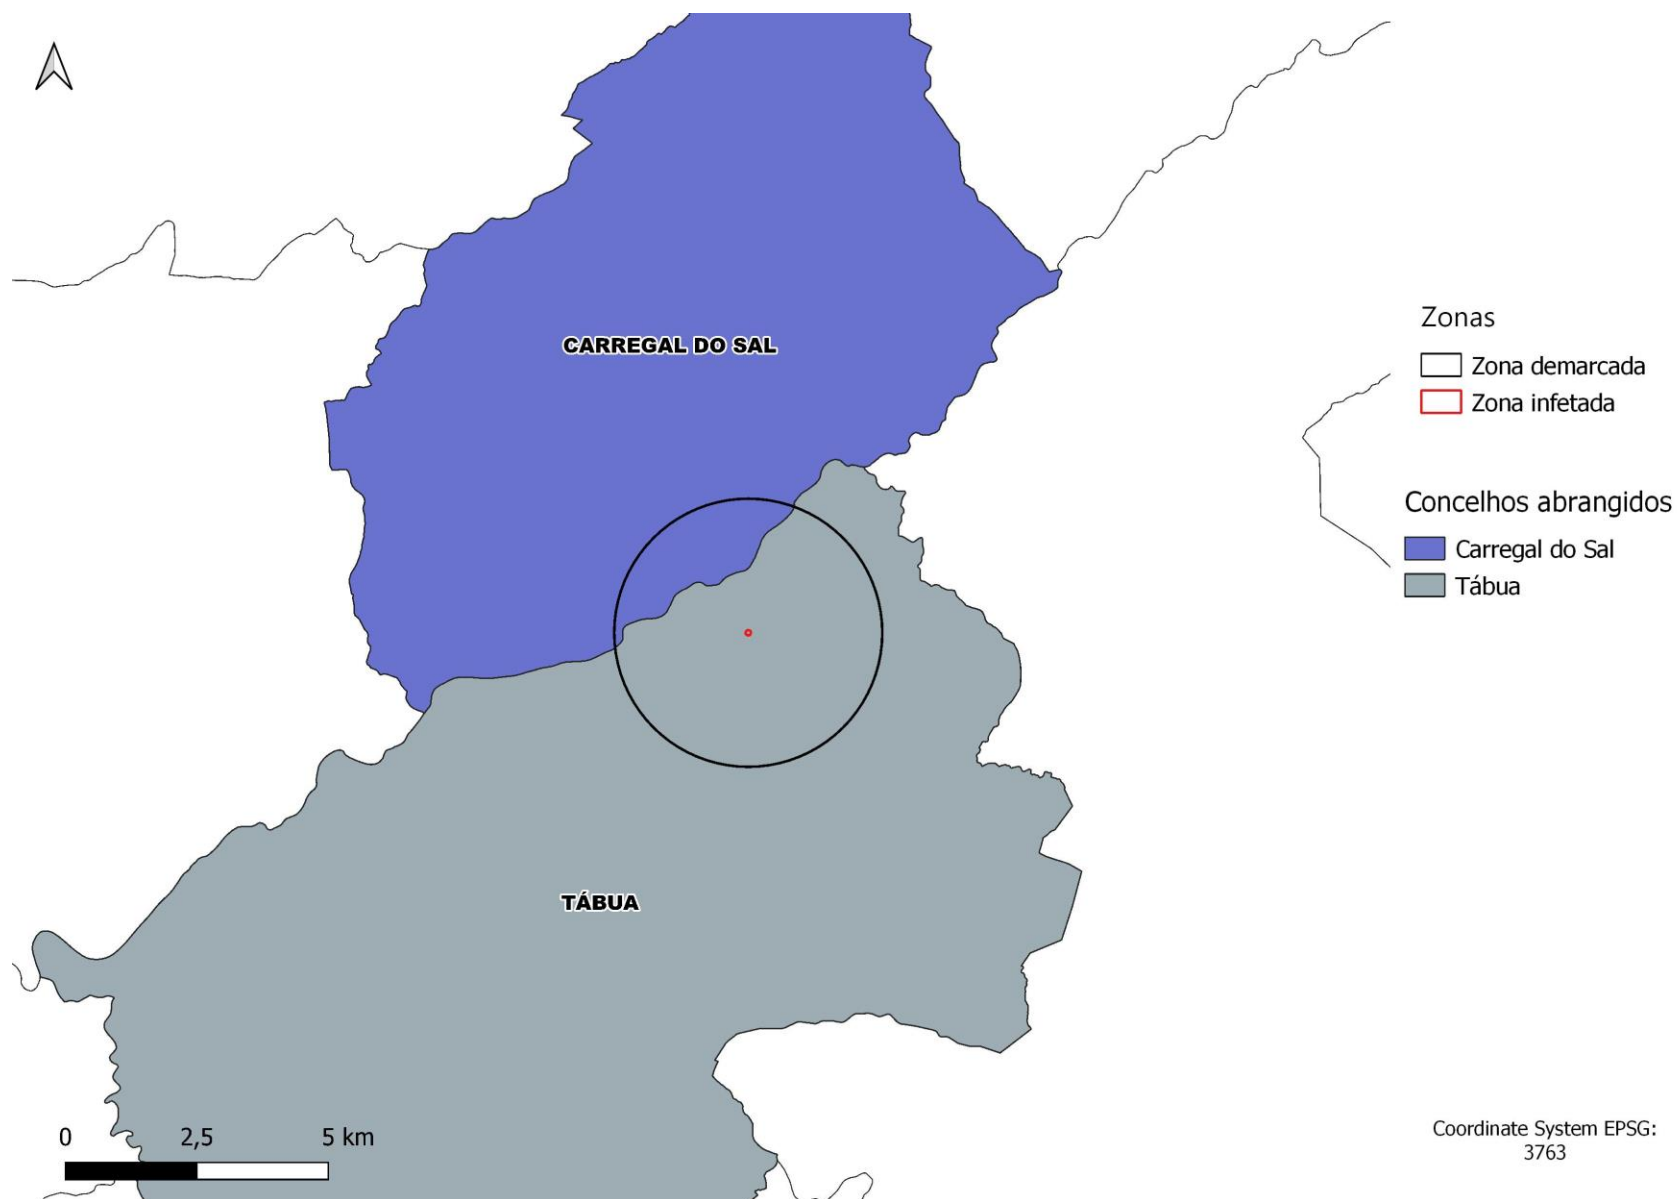 CARREGAL DO SAL
TÁBUA
Zonas
Zona demarcada
Zona infetada
Concelhos abrangidos
Carregal do Sal
Tábua
0 2,5 5 km
Coordinate System EPSG:
3763